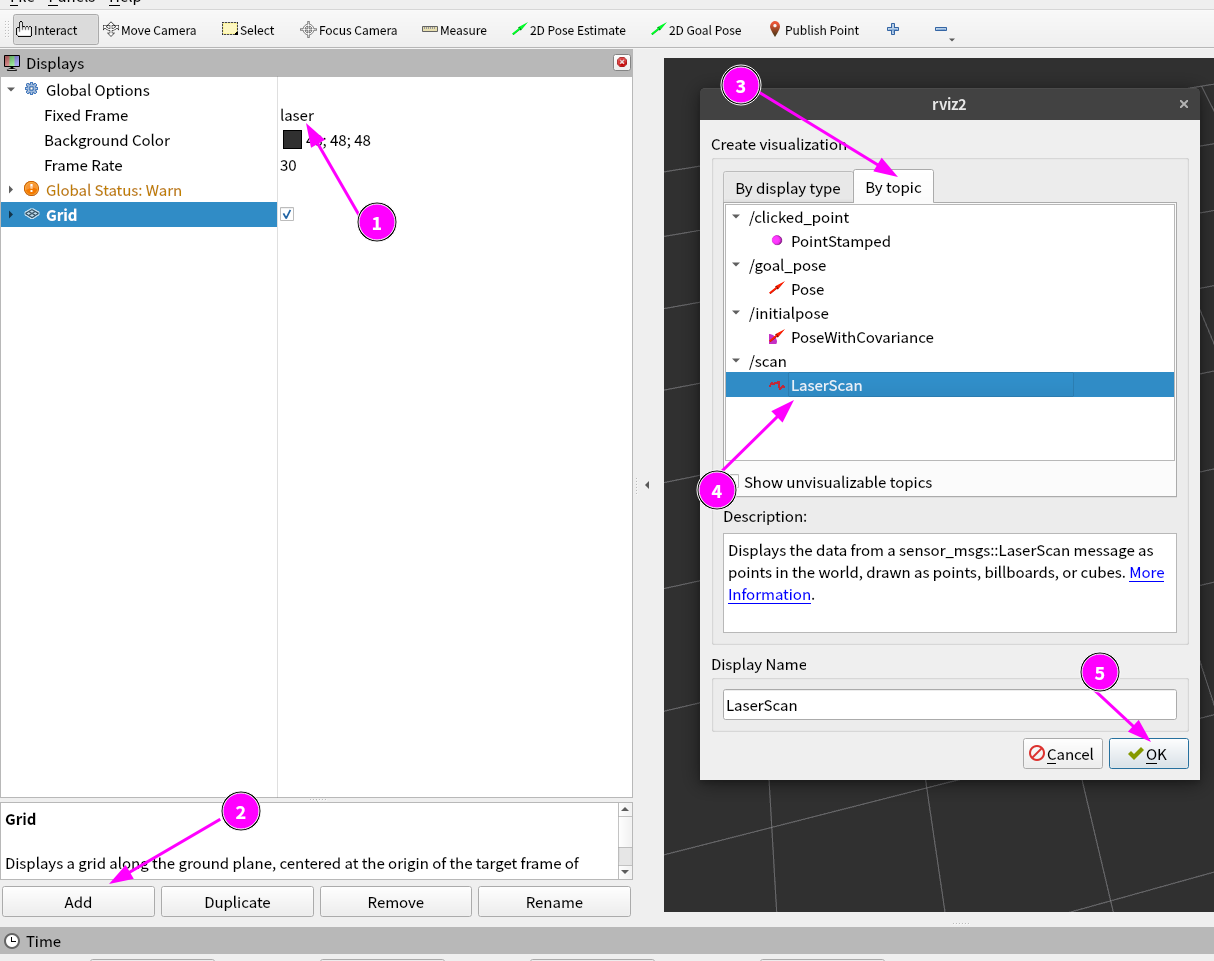 File Panels Help
Interact Move Camera Select Focus Camera Measure 2D Pose Estimate 2D Goal Pose Publish Point
Displays
Global Options
Fixed Frame laser
Background Color 48; 48; 48
Frame Rate 30
Global Status: Warn
Grid
1
2
Grid
Displays a grid along the ground plane, centered at the origin of the target frame of
Add Duplicate Remove Rename
Time
3
rviz2
Create visualization
By display type By topic
/clicked_point
PointStamped
/goal_pose
Pose
/initialpose
PoseWithCovariance
/scan
LaserScan
4
Show unvisualizable topics
Description:
Displays the data from a sensor_msgs::LaserScan message as
points in the world, drawn as points, billboards, or cubes. More
Information.
Display Name
5
LaserScan
Cancel OK